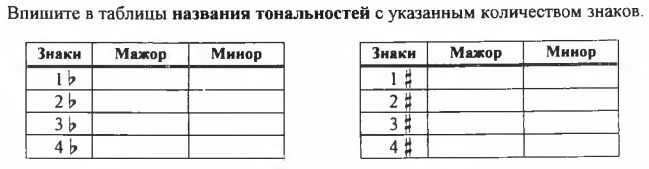 Впишите в таблицы названия тональностей с указанным количеством знаков.
Знаки Мажор Минор
1 ♭
2 ♭
3 ♭
4 ♭
Знаки Мажор Минор
1 ♯
2 ♯
3 ♯
4 ♯